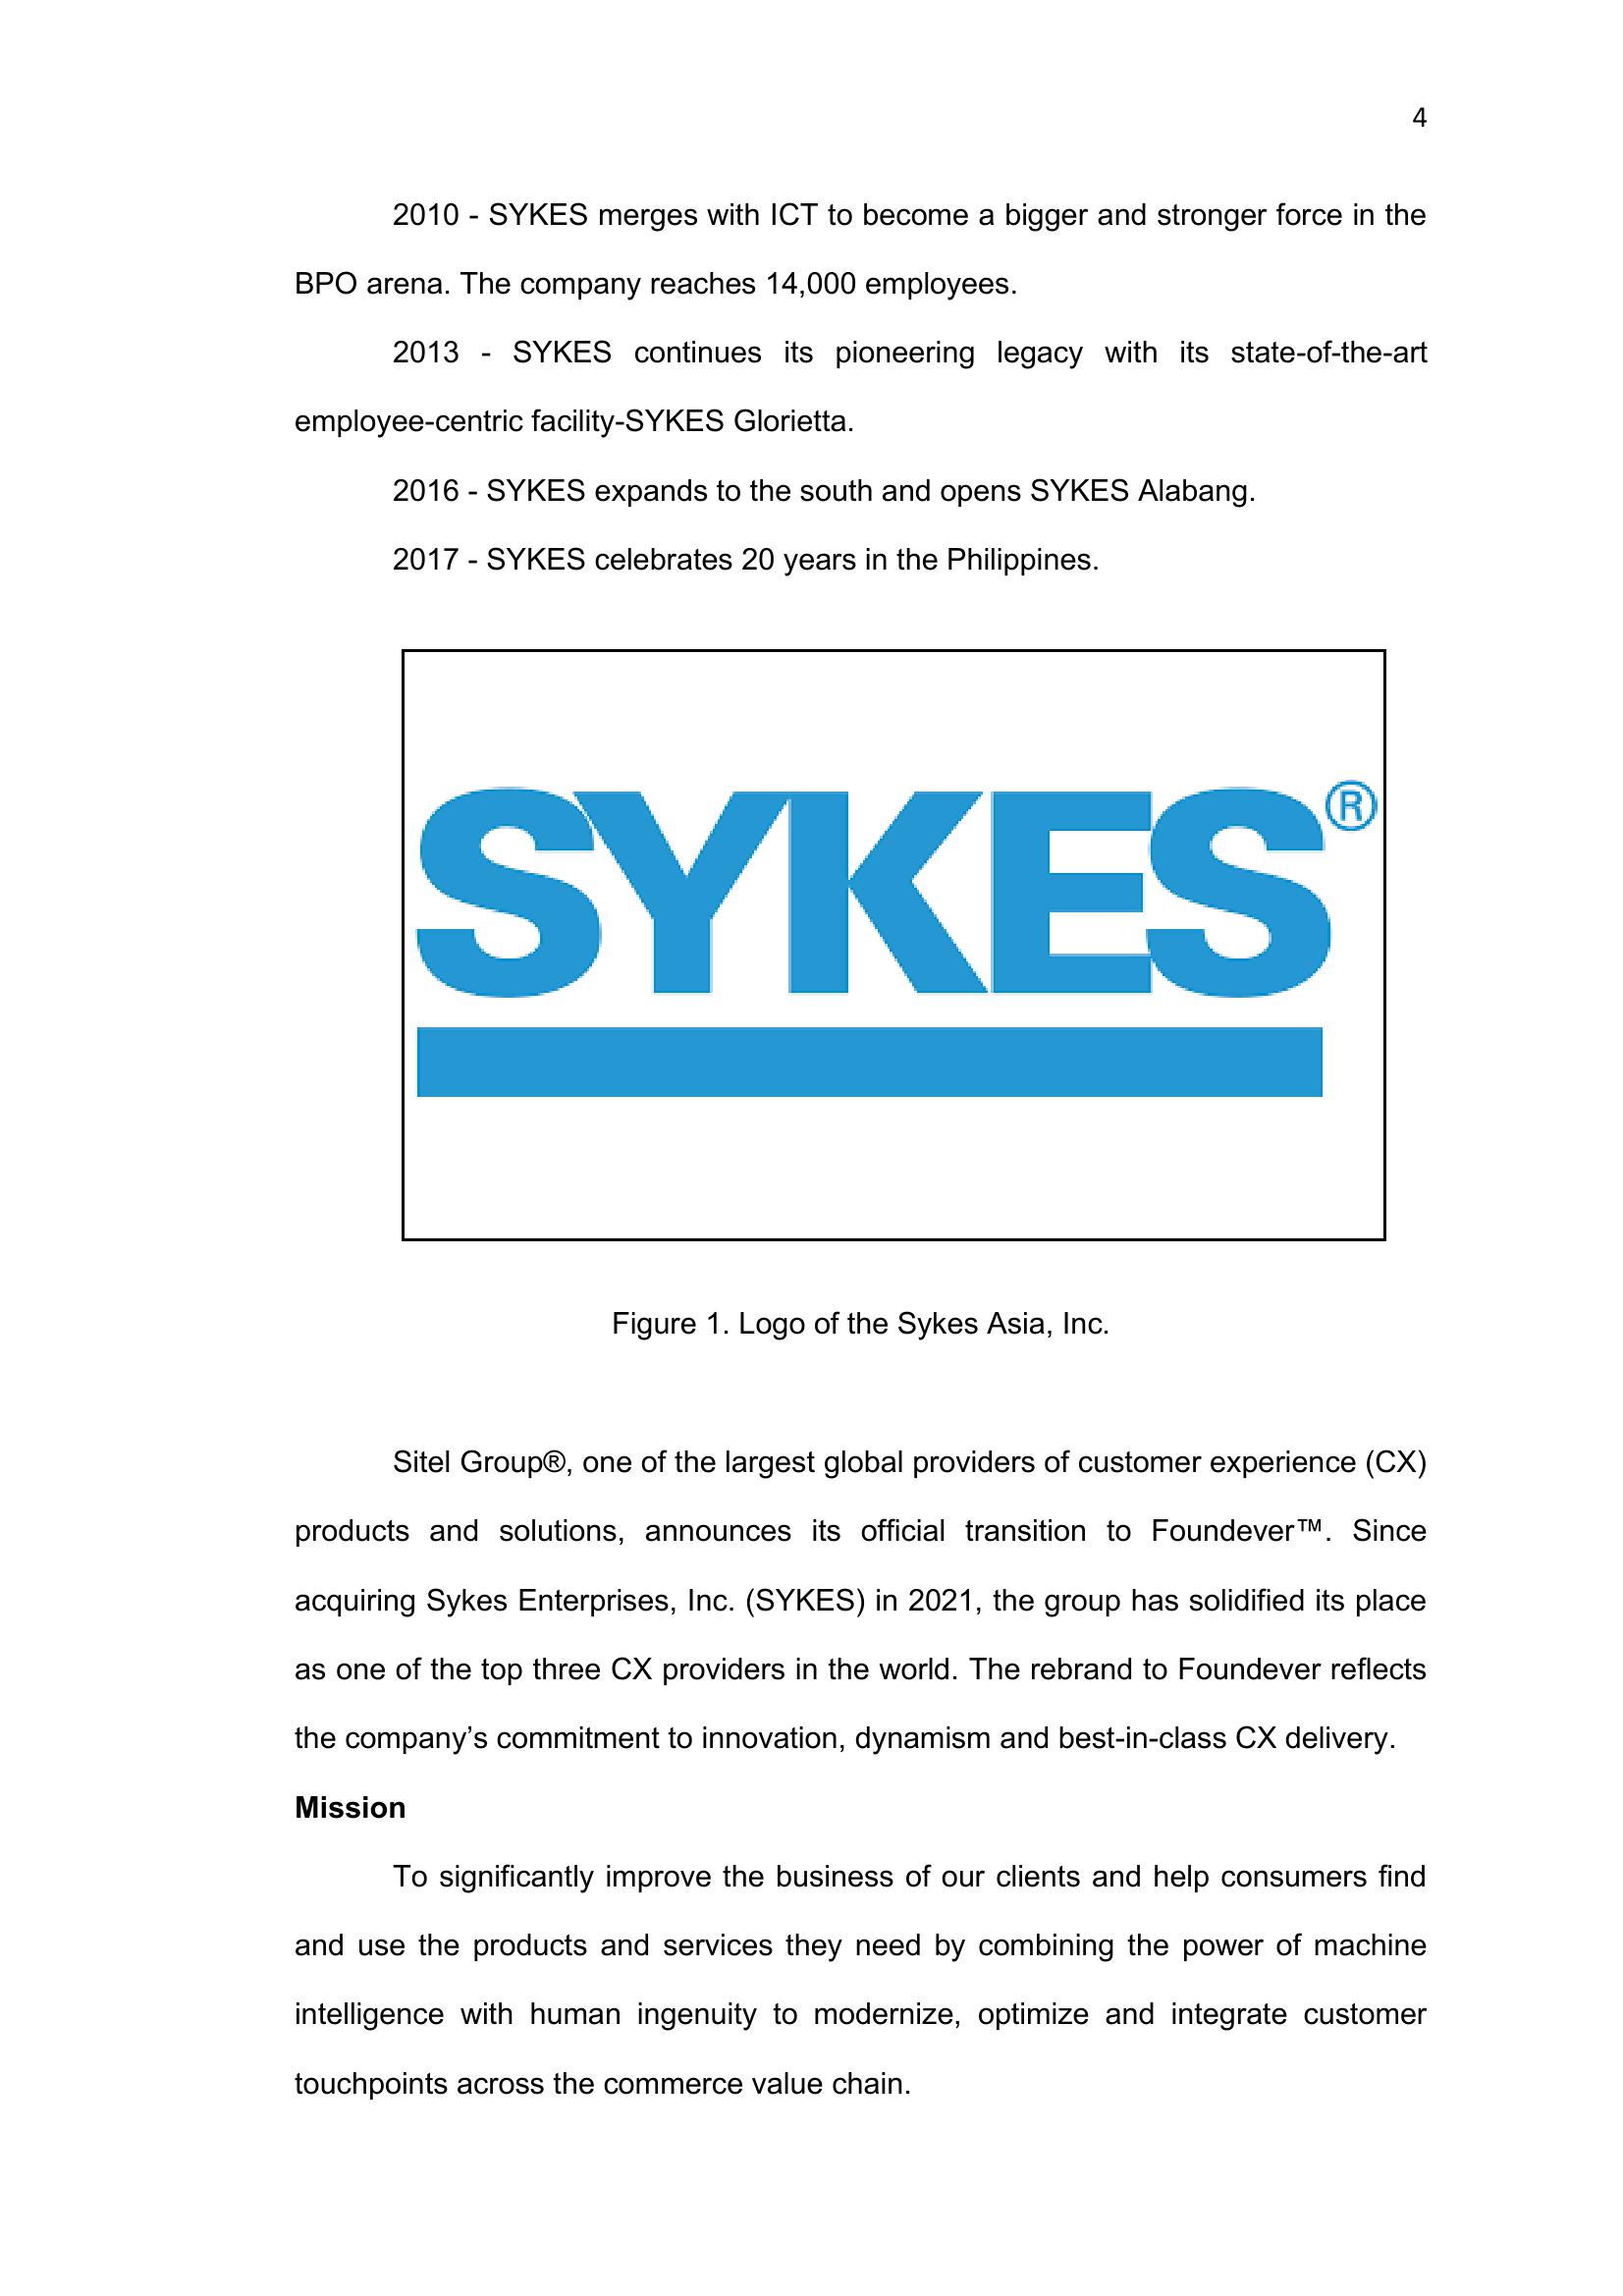 4
2010 - SYKES merges with ICT to become a bigger and stronger force in the
BPO arena. The company reaches 14,000 employees.
2013 - SYKES continues its pioneering legacy with its state-of-the-art
employee-centric facility-SYKES Glorietta.
2016 - SYKES expands to the south and opens SYKES Alabang.
2017 - SYKES celebrates 20 years in the Philippines.
SYKES®
Figure 1. Logo of the Sykes Asia, Inc.
Sitel Group®, one of the largest global providers of customer experience (CX)
products and solutions, announces its official transition to Foundever™. Since
acquiring Sykes Enterprises, Inc. (SYKES) in 2021, the group has solidified its place
as one of the top three CX providers in the world. The rebrand to Foundever reflects
the company’s commitment to innovation, dynamism and best-in-class CX delivery.
Mission
To significantly improve the business of our clients and help consumers find
and use the products and services they need by combining the power of machine
intelligence with human ingenuity to modernize, optimize and integrate customer
touchpoints across the commerce value chain.